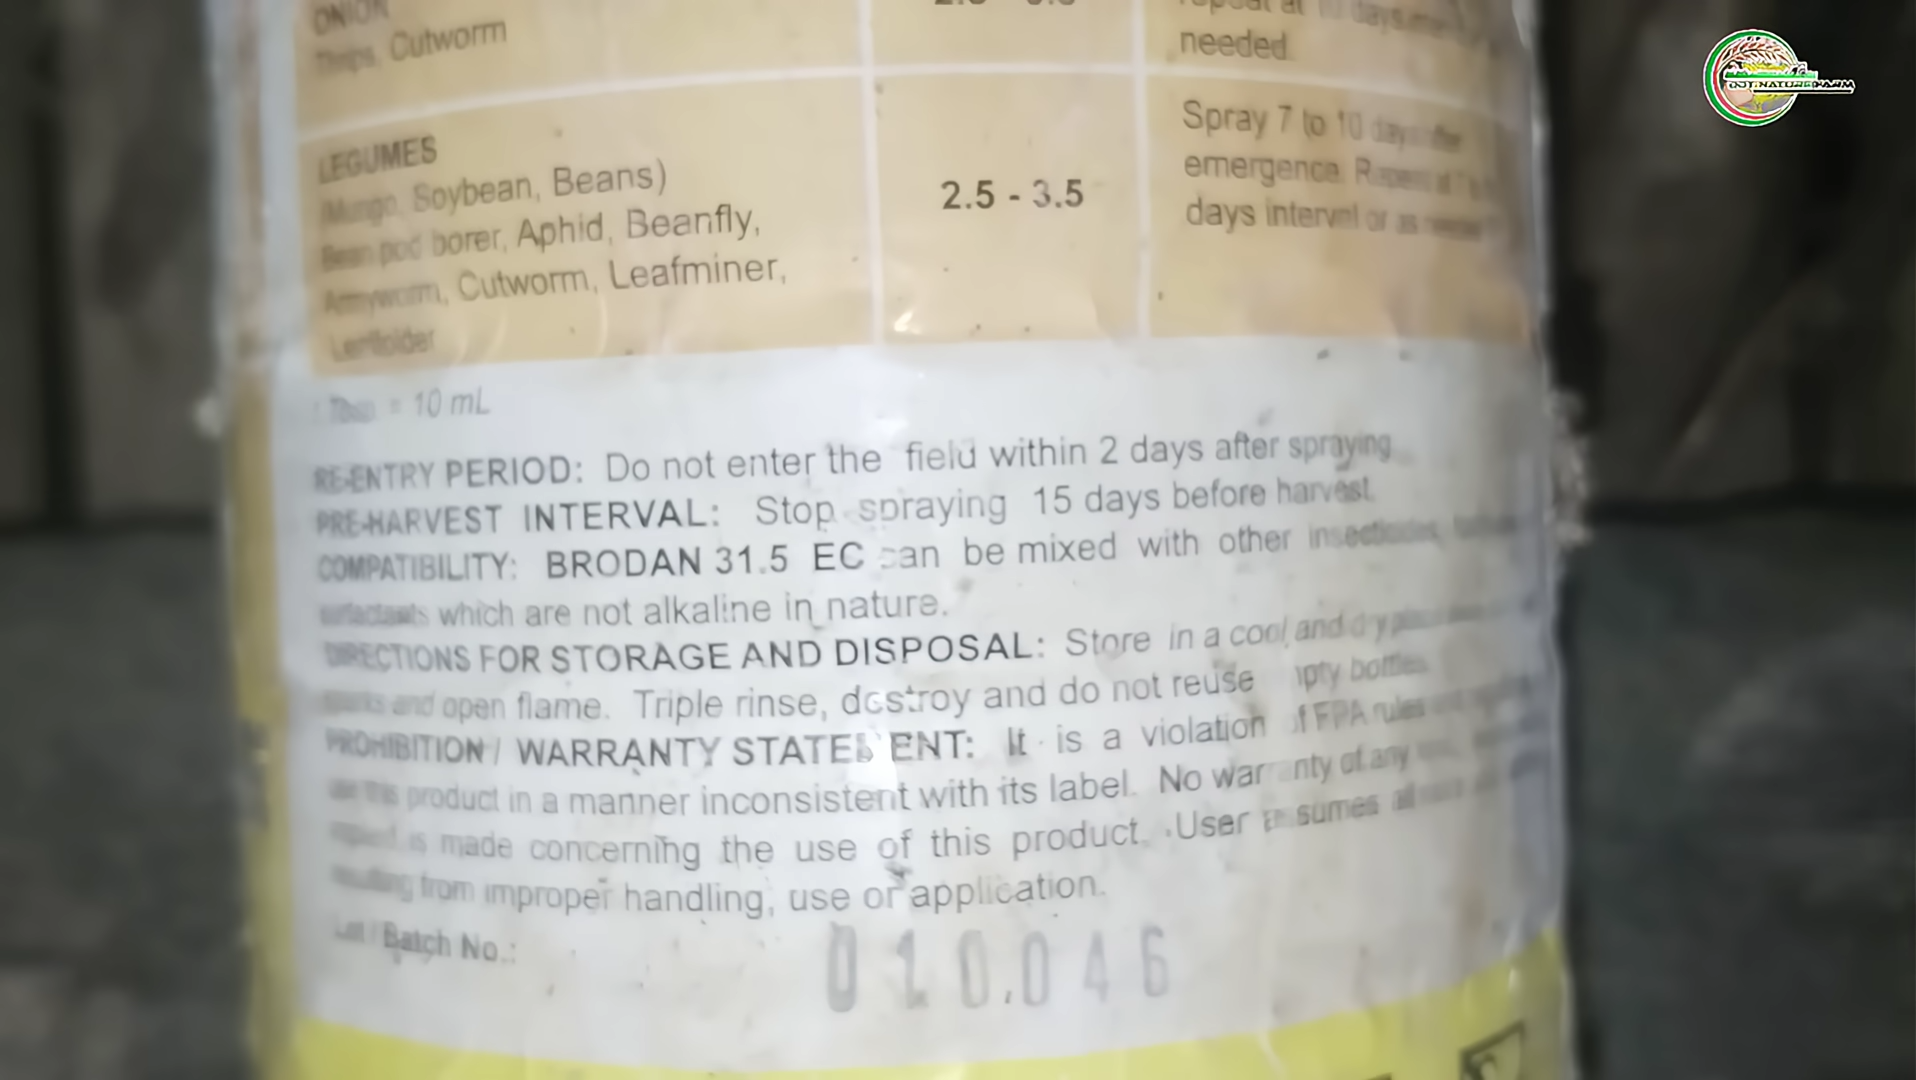 ONION
Thrips, Cutworm
needed.
LEGUMES
(Mungo, Soybean, Beans)
Bean pod borer, Aphid, Beanfly,
Armyworm, Cutworm, Leafminer,
Leaffolder
2.5 - 3.5
Spray 7 to 10 days after
emergence. Repeat at 7
days interval or as needed
1 Tbsp = 10 mL
RE-ENTRY PERIOD: Do not enter the field within 2 days after spraying.
PRE-HARVEST INTERVAL: Stop spraying 15 days before harvest.
COMPATIBILITY: BRODAN 31.5 EC can be mixed with other insecticides,
surfactants which are not alkaline in nature.
DIRECTIONS FOR STORAGE AND DISPOSAL: Store in a cool and dry
and open flame. Triple rinse, destroy and do not reuse bottles.
PROHIBITION / WARRANTY STATEMENT: It is a violation of FPA rules
this product in a manner inconsistent with its label. No warranty of any
is made concerning the use of this product. User assumes all
resulting from improper handling, use or application.
Lot / Batch No.:
010.046